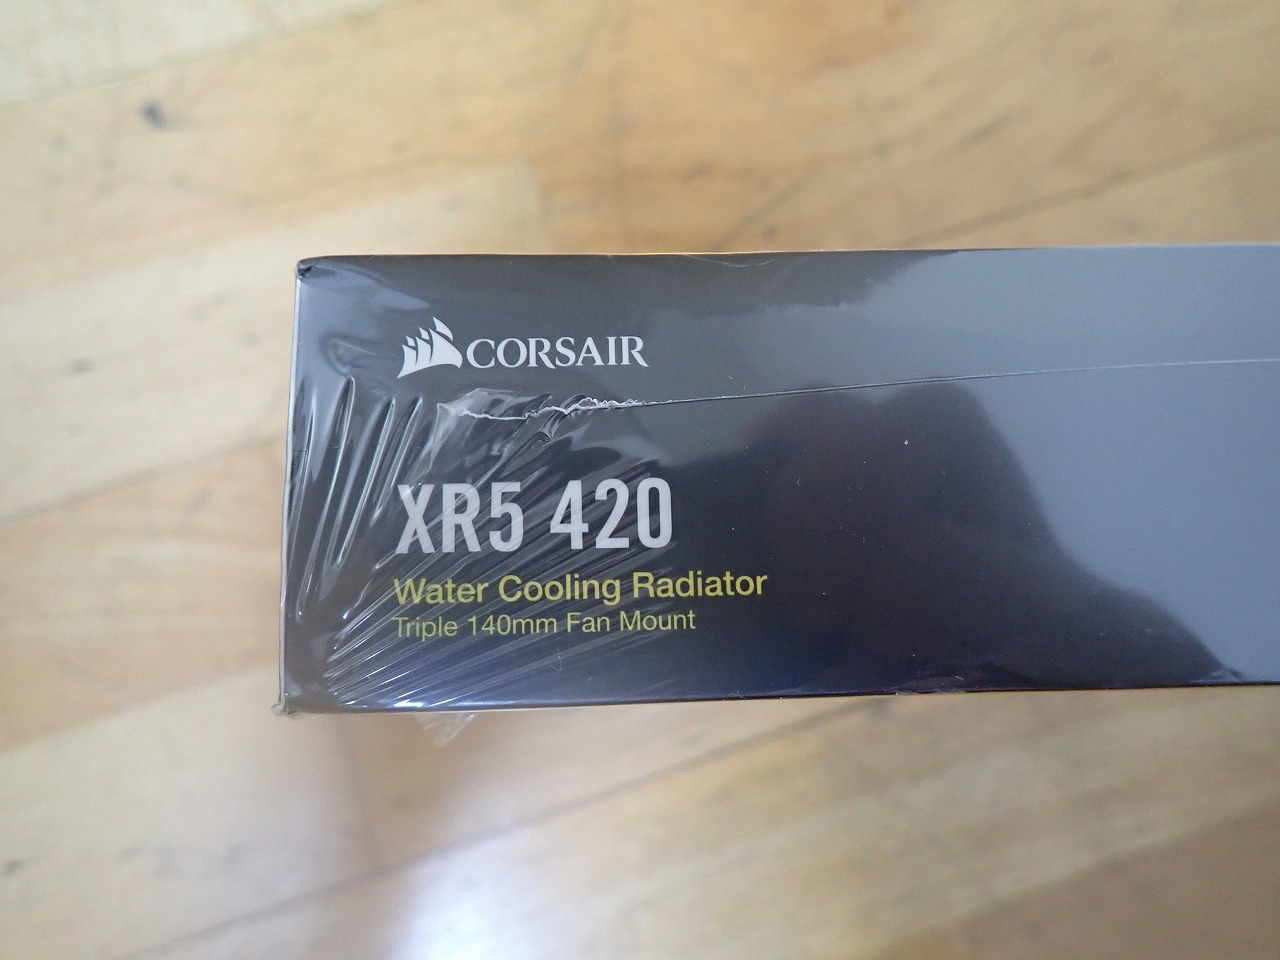 CORSAIR
XR5 420
Water Cooling Radiator
Triple 140mm Fan Mount